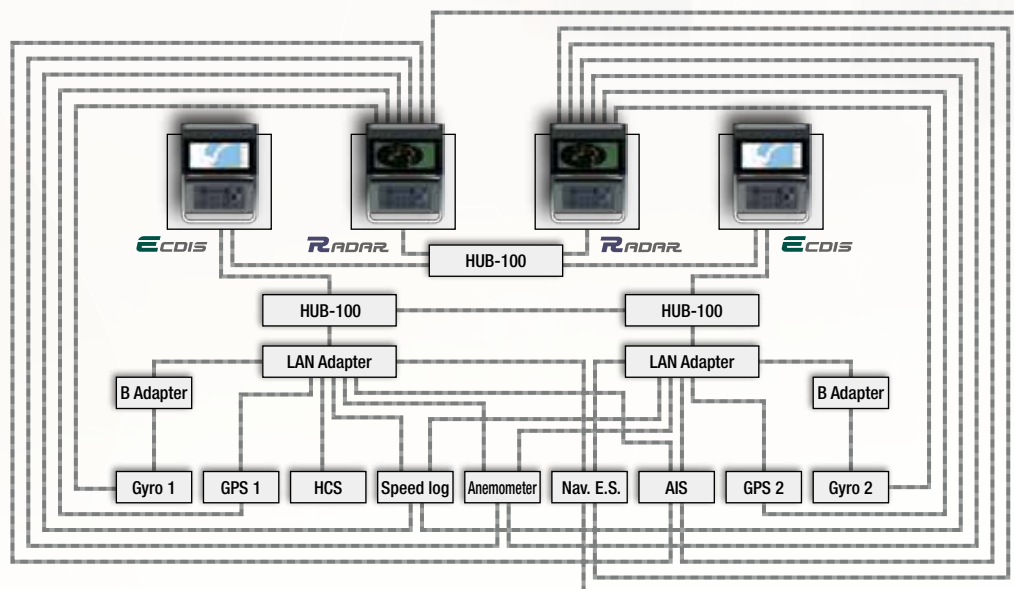 ECDIS
RADAR
RADAR
ECDIS
HUB-100
HUB-100
HUB-100
LAN Adapter
LAN Adapter
B Adapter
B Adapter
Gyro 1
GPS 1
HCS
Speed log
Anemometer
Nav. E.S.
AIS
GPS 2
Gyro 2